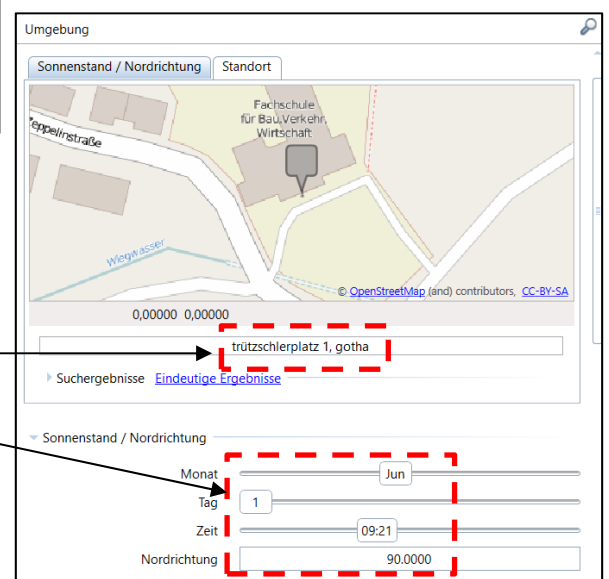 Umgebung
Sonnenstand / Nordrichtung Standort
Fachschule
für Bau,Verkehr,
Wirtschaft
Zeppelinstraße
Wiegwasser
© OpenStreetMap (and) contributors, CC-BY-SA
0,00000 0,00000
trützschlerplatz 1, gotha
Suchergebnisse Eindeutige Ergebnisse
Sonnenstand / Nordrichtung
Monat Jun
Tag 1
Zeit 09:21
Nordrichtung 90.0000